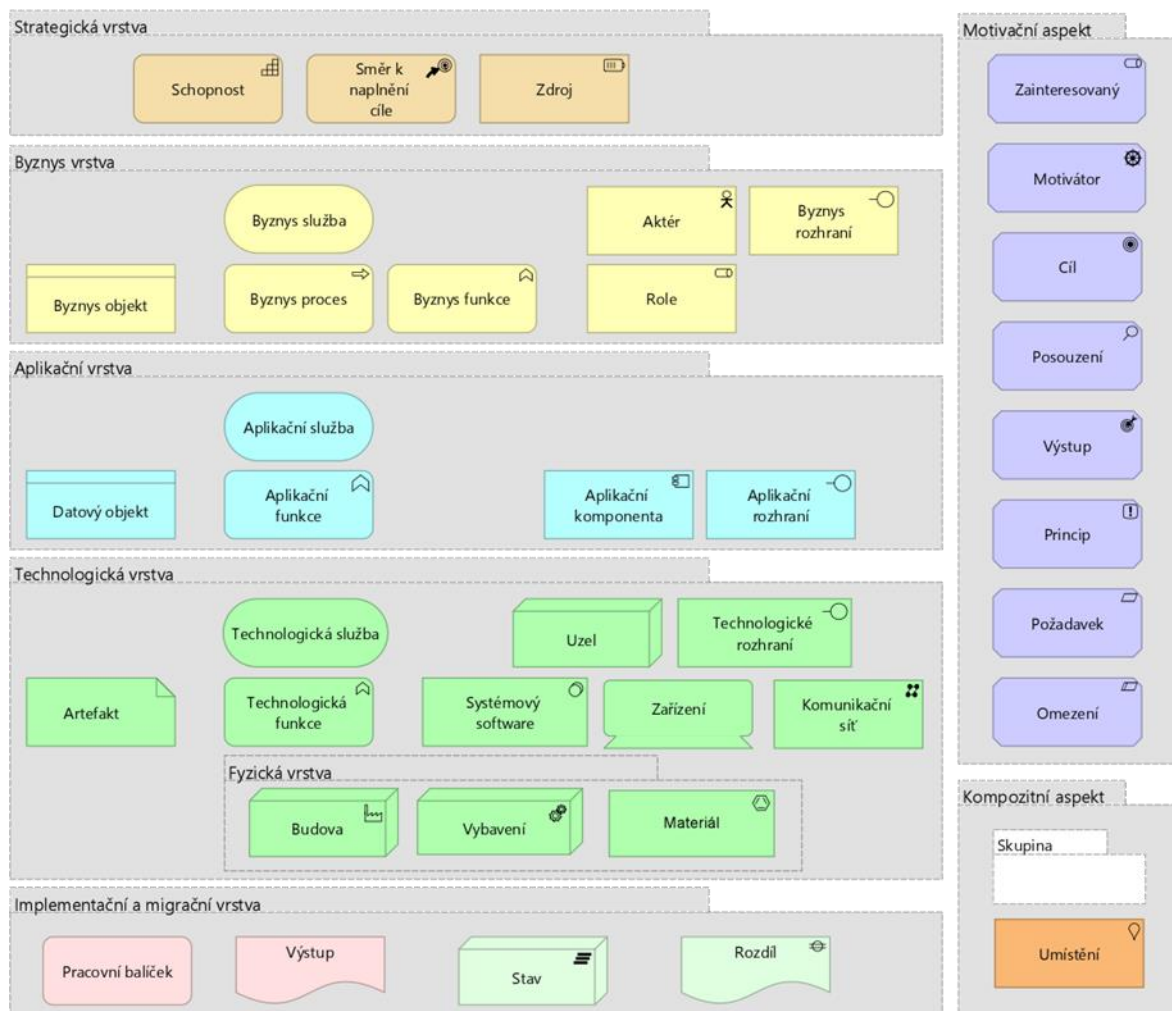 Strategická vrstva
Schopnost
Směr k
naplnění
cíle
Zdroj
Byznys vrstva
Byznys služba
Aktér
Byznys
rozhraní
Byznys objekt
Byznys proces
Byznys funkce
Role
Aplikační vrstva
Aplikační služba
Datový objekt
Aplikační
funkce
Aplikační
komponenta
Aplikační
rozhraní
Technologická vrstva
Technologická služba
Uzel
Technologické
rozhraní
Artefakt
Technologická
funkce
Systémový
software
Zařízení
Komunikační
síť
Fyzická vrstva
Budova
Vybavení
Materiál
Implementační a migrační vrstva
Pracovní balíček
Výstup
Stav
Rozdíl
Motivační aspekt
Zainteresovaný
Motivátor
Cíl
Posouzení
Výstup
Princip
Požadavek
Omezení
Kompozitní aspekt
Skupina
Umístění